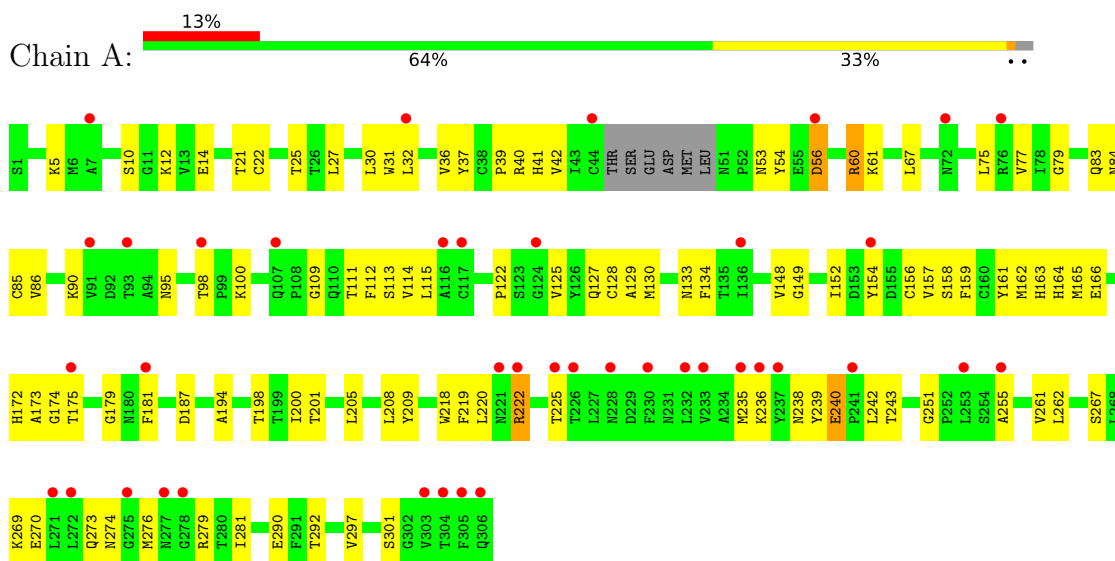 13%
Chain A:
64% 33% • •
S1 K5 M6 A7 S10 G11 K12 V13 E14 T21 C22 T25 T26 L27 L30 W31 L32 V36 Y37 C38 P39 R40 H41 V42 I43 C44 THR SER GLU ASP MET LEU N51 P52 N53 Y54 E55 D56 R60 K61 L67 N72 L75 R76 V77 I78 G79 Q83 N84
C85 V86 K90 V91 D92 T93 A94 N95 T98 P99 K100 Q107 P108 G109 Q110 T111 F112 S113 V114 L115 A116 C117 P122 S123 G124 V125 Y126 Q127 C128 A129 M130 N133 F134 T135 I136 V148 G149 I152 D153 Y154 D155 C156 V157 S158 F159 C160 Y161 M162 H163 H164 M165 E166
H172 A173 G174 T175 G179 N180 F181 D187 A194 T198 T199 I200 T201 L205 L208 Y209 W218 F219 L220 N221 R222 T225 T226 L227 N228 D229 F230 N231 L232 V233 A234 M235 K236 Y237 N238 Y239 E240 P241 L242 T243 G251 P252 L253 S254 A255 V261 L262 S267 L268
K269 E270 L271 L272 Q273 N274 G275 M276 N277 G278 R279 T280 I281 E290 F291 T292 V297 S301 G302 V303 T304 F305 Q306